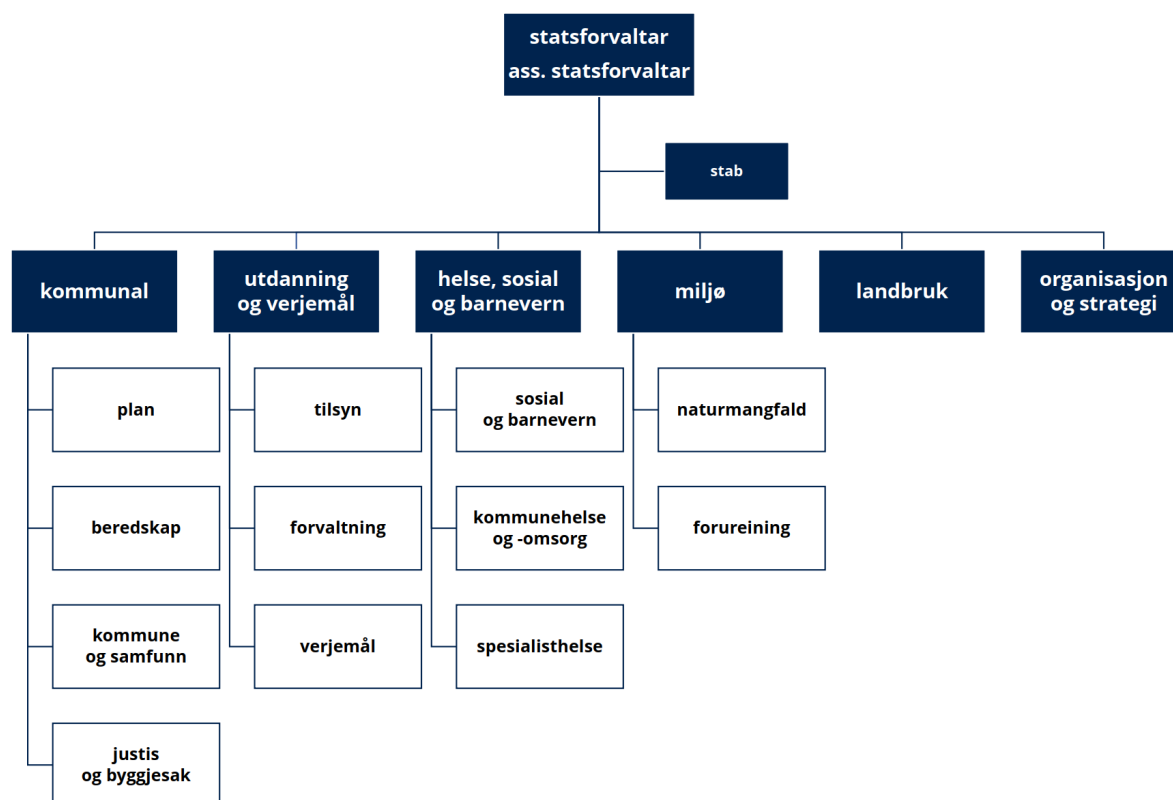 statsforvaltar
ass. statsforvaltar
stab
kommunal
utdanning
og verjemål
helse, sosial
og barnevern
miljø
landbruk
organisasjon
og strategi
plan
beredskap
kommune
og samfunn
justis
og byggjesak
tilsyn
forvaltning
verjemål
sosial
og barnevern
kommunehelse
og -omsorg
spesialisthelse
naturmangfald
forureining